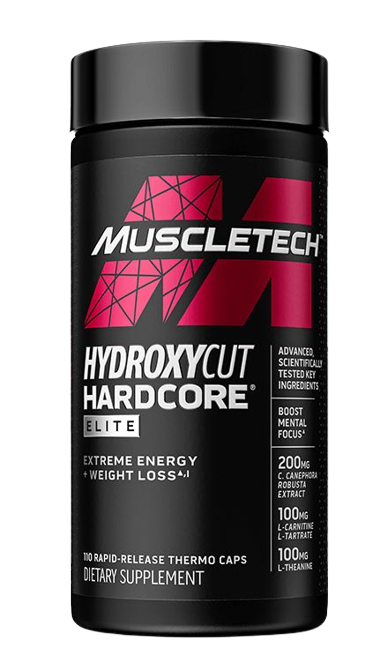 MUSCLETECH™
HYDROXYCUT
HARDCORE®
ELITE
EXTREME ENERGY
+ WEIGHT LOSS▲,‡
110 RAPID-RELEASE THERMO CAPS
DIETARY SUPPLEMENT
ADVANCED,
SCIENTIFICALLY
TESTED KEY
INGREDIENTS
BOOST
MENTAL
FOCUS▲
200MG
C. CANEPHORA
ROBUSTA
EXTRACT
100MG
L-CARNITINE
L-TARTRATE
100MG
L-THEANINE